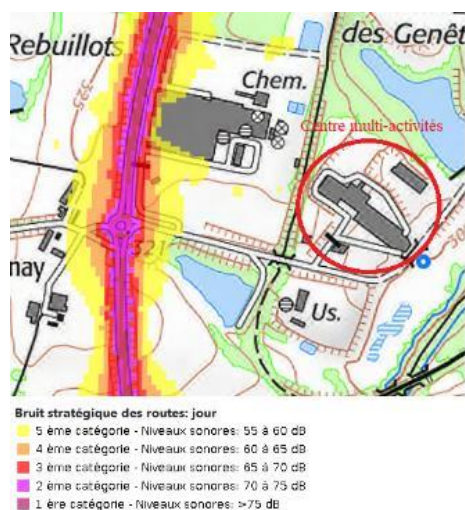 Rebuillots
des Genêt
325
Chem.
Centre multi-activités
321
nay
Us.
Bruit stratégique des routes: jour
5 ème catégorie - Niveaux sonores: 55 à 60 dB
4 ème catégorie - Niveaux sonores: 60 à 65 dB
3 ème catégorie - Niveaux sonores: 65 à 70 dB
2 ème catégorie - Niveaux sonores: 70 à 75 dB
1 ère catégorie - Niveaux sonores: >75 dB